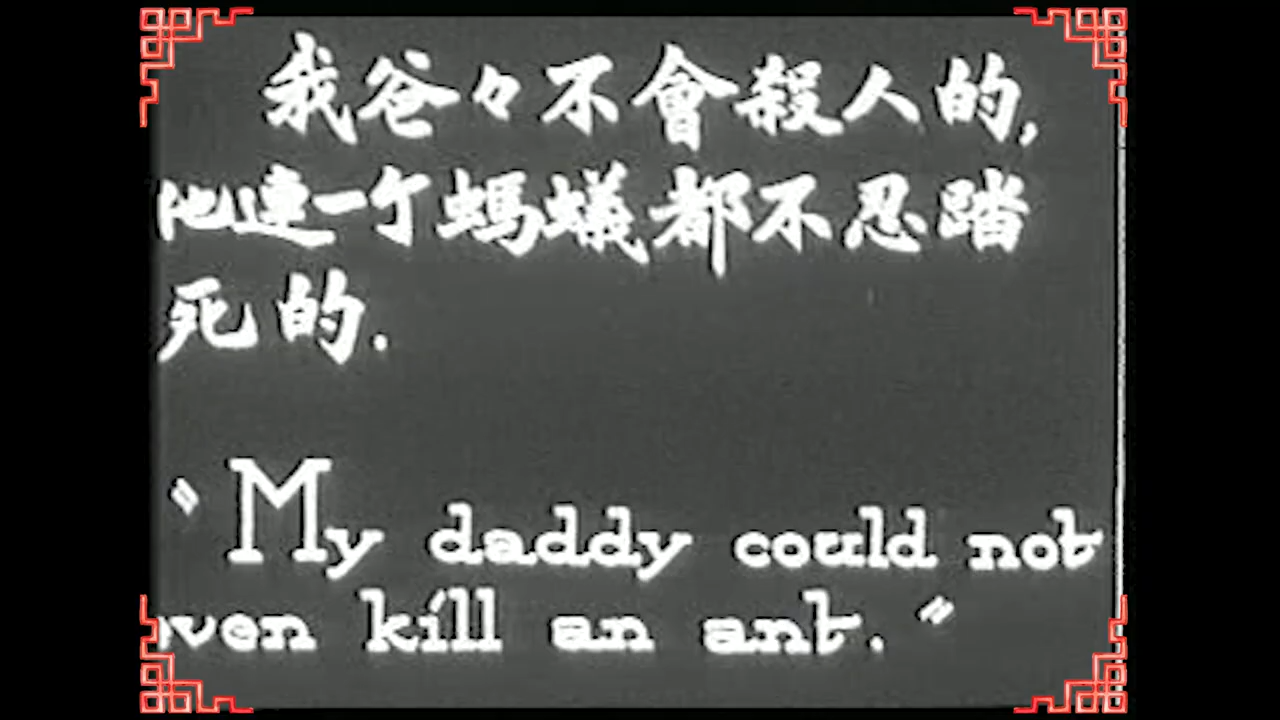 我爸々不會殺人的,
他連一个螞蟻都不忍踏
死的.
"My daddy could not
even kill an ant."